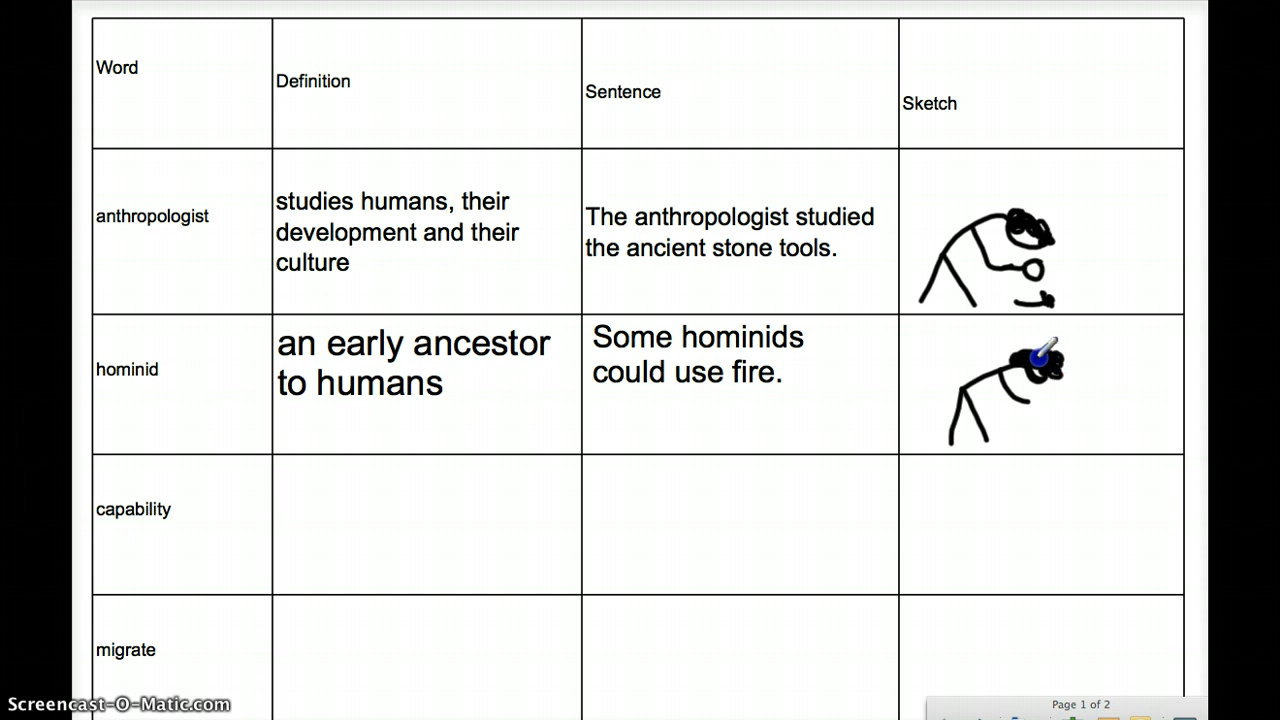 Word
Definition
Sentence
Sketch
anthropologist
studies humans, their
development and their
culture
The anthropologist studied
the ancient stone tools.
hominid
an early ancestor
to humans
Some hominids
could use fire.
capability
migrate
Screencast-O-Matic.com
Page 1 of 2